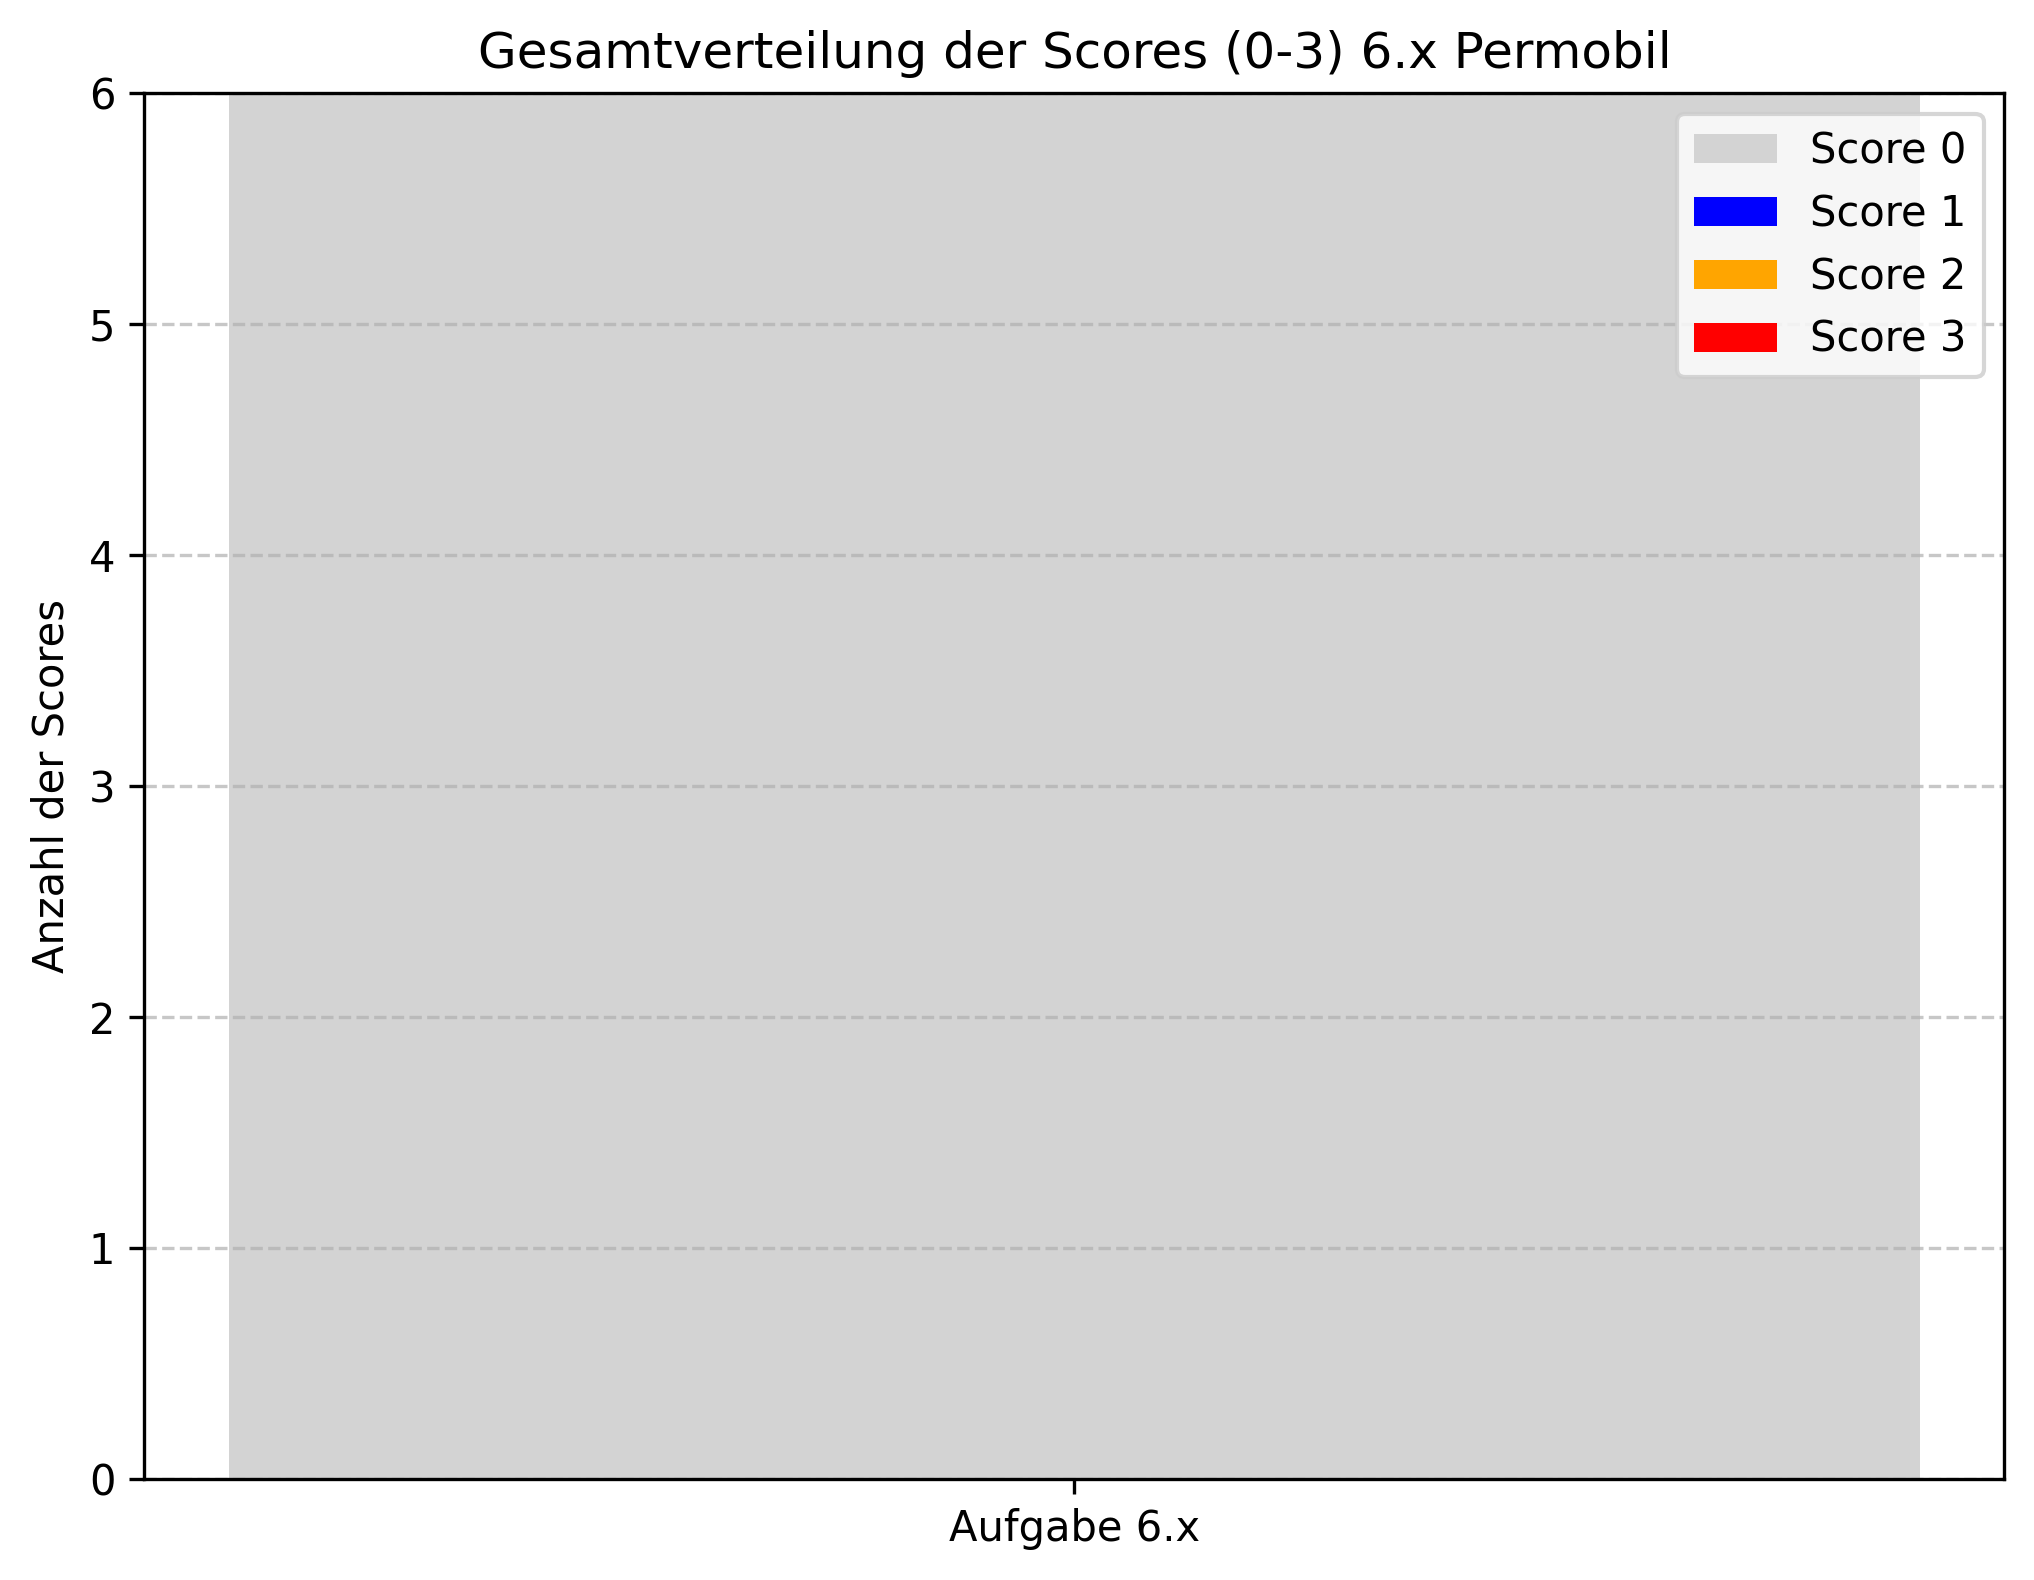 Gesamtverteilung der Scores (0-3) 6.x Permobil
6
5
4
3
2
1
0
Anzahl der Scores
Score 0
Score 1
Score 2
Score 3
Aufgabe 6.x